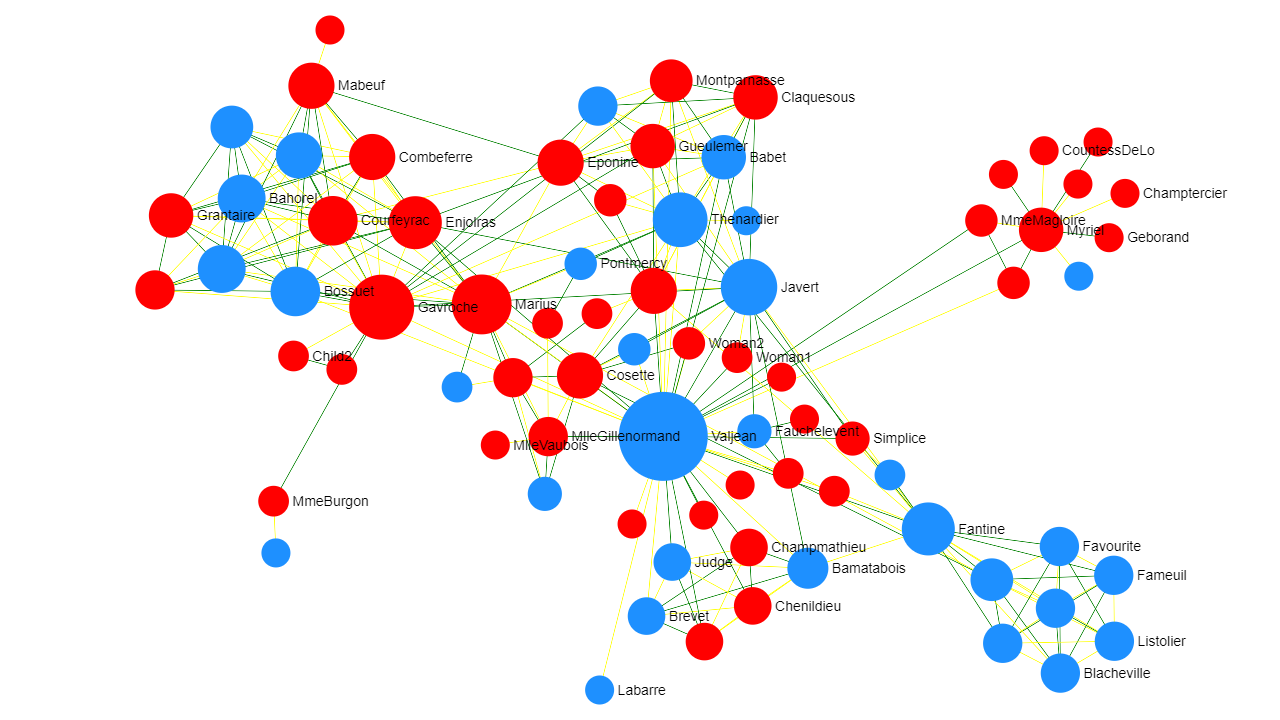 Mabeuf
Montparnasse
Claquesous
CountessDeLo
Gueulemer
Combeferre
Eponine
Babet
Champtercier
Bahorel
Grantaire
Courfeyrac
Enjolras
Thenardier
MmeMagloire
Myriel
Geborand
Pontmercy
Javert
Bossuet
Gavroche
Marius
Woman2
Child2
Woman1
Cosette
Fauchelevent
MlleGillenormand
Valjean
Simplice
MlleVaubois
MmeBurgon
Fantine
Champmathieu
Favourite
Judge
Bamatabois
Fameuil
Chenildieu
Brevet
Listolier
Blacheville
Labarre